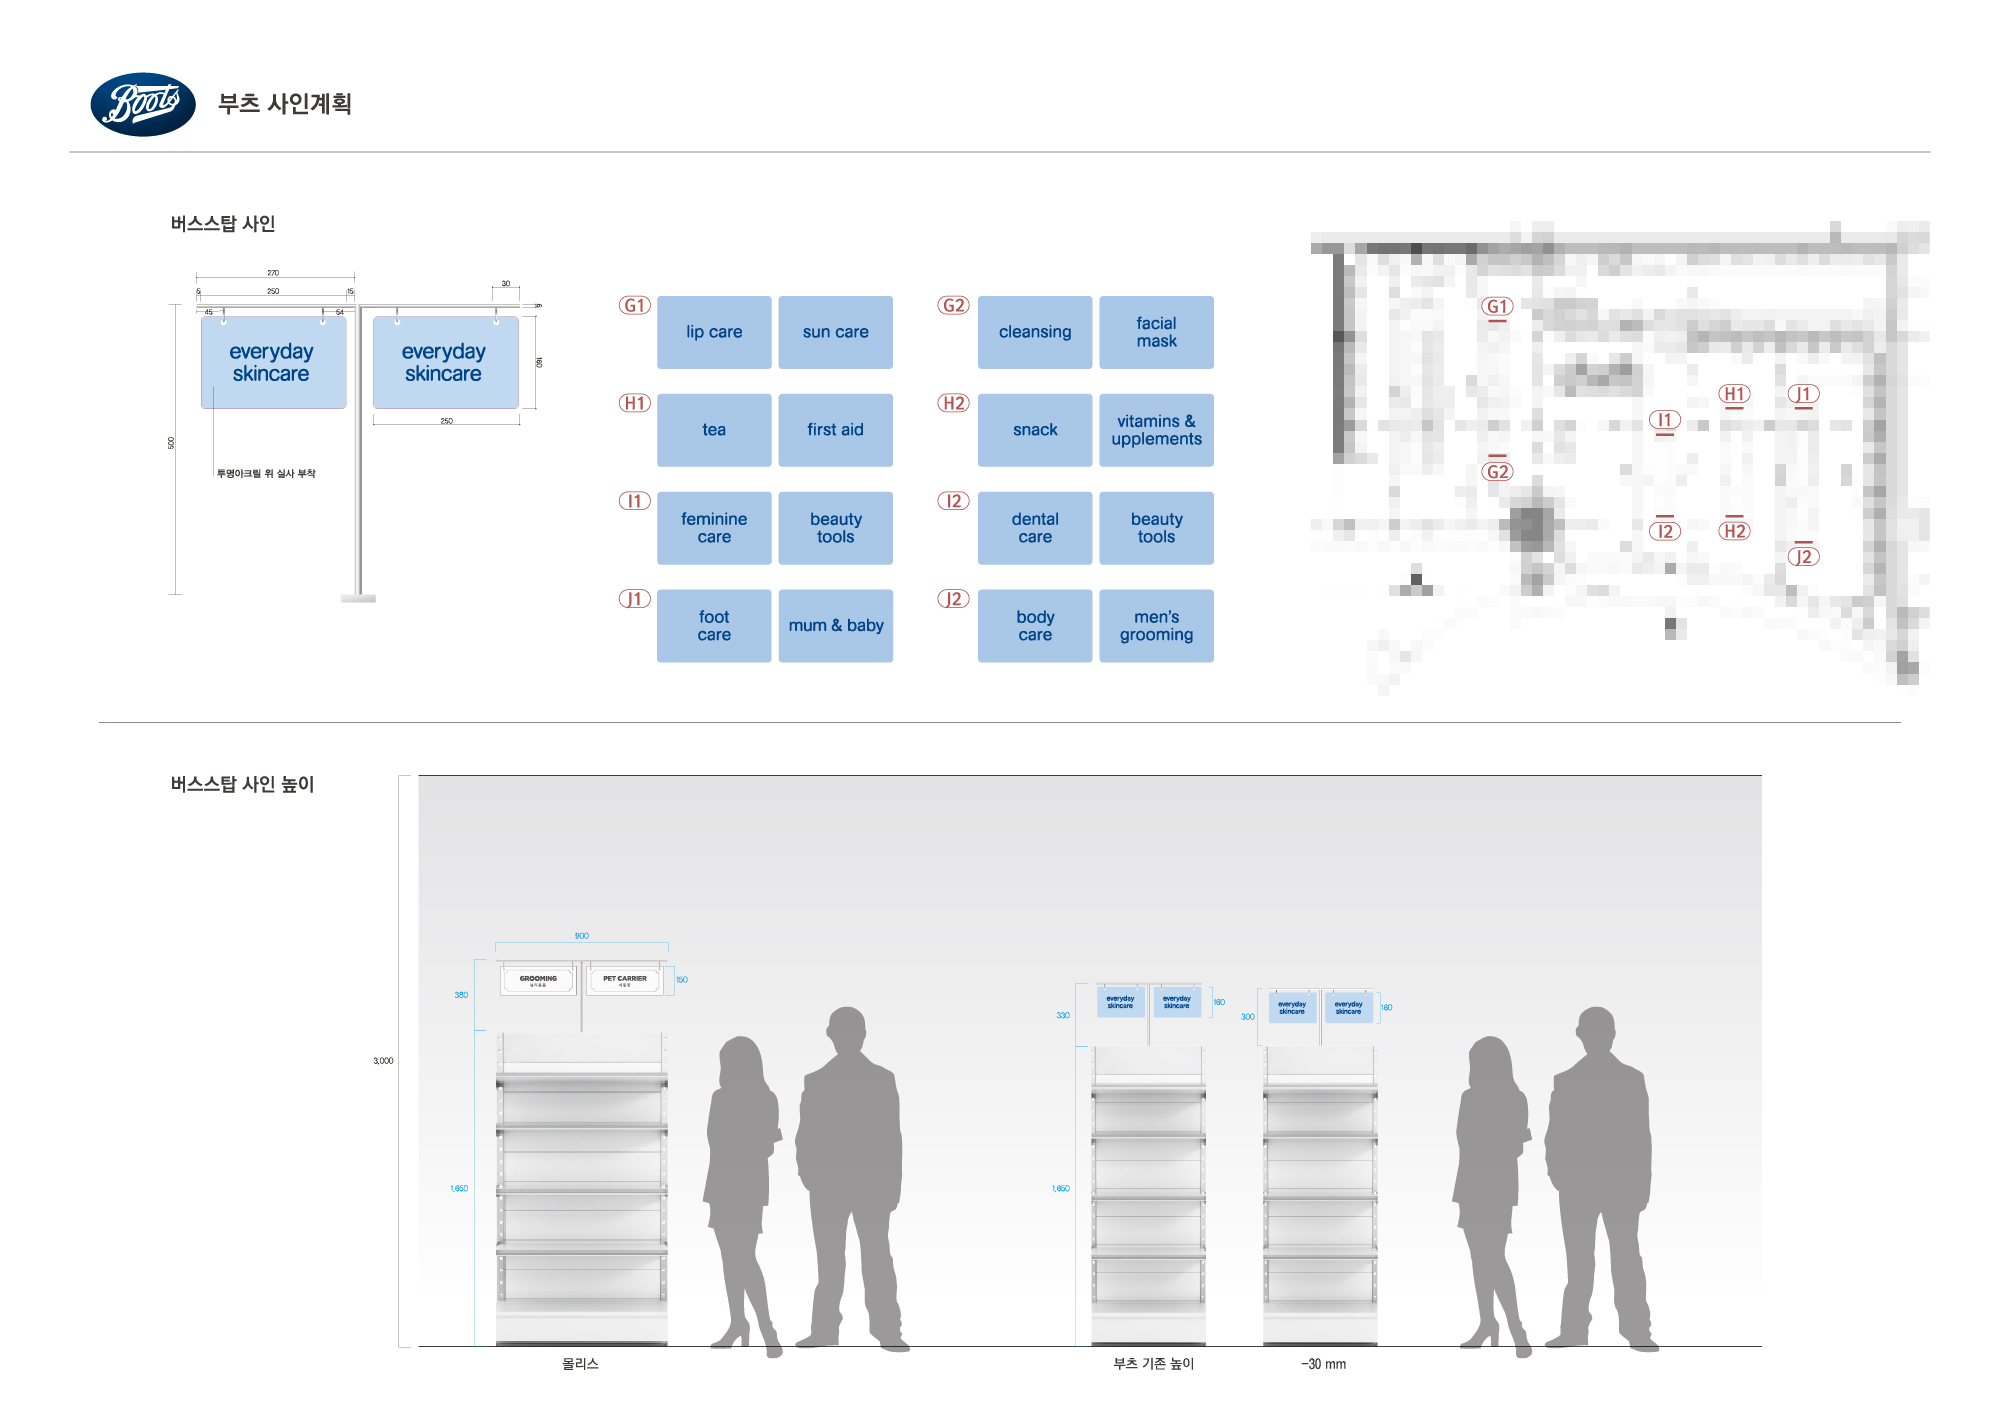 Boots
부츠 사인계획
버스스탑 사인
270
5
250
15
30
6
45
54
everyday
skincare
everyday
skincare
160
250
500
투명아크릴 위 실사 부착
G1
lip care
sun care
G2
cleansing
facial
mask
H1
tea
first aid
H2
snack
vitamins &
upplements
I1
feminine
care
beauty
tools
I2
dental
care
beauty
tools
J1
foot
care
mum & baby
J2
body
care
men's
grooming
G1
H1
J1
I1
G2
I2
H2
J2
버스스탑 사인 높이
900
GROOMING
PET CARRIER
150
380
3,000
1,650
everyday
skincare
everyday
skincare
160
330
everyday
skincare
everyday
skincare
160
300
1,650
몰리스
부츠 기존 높이
-30 mm